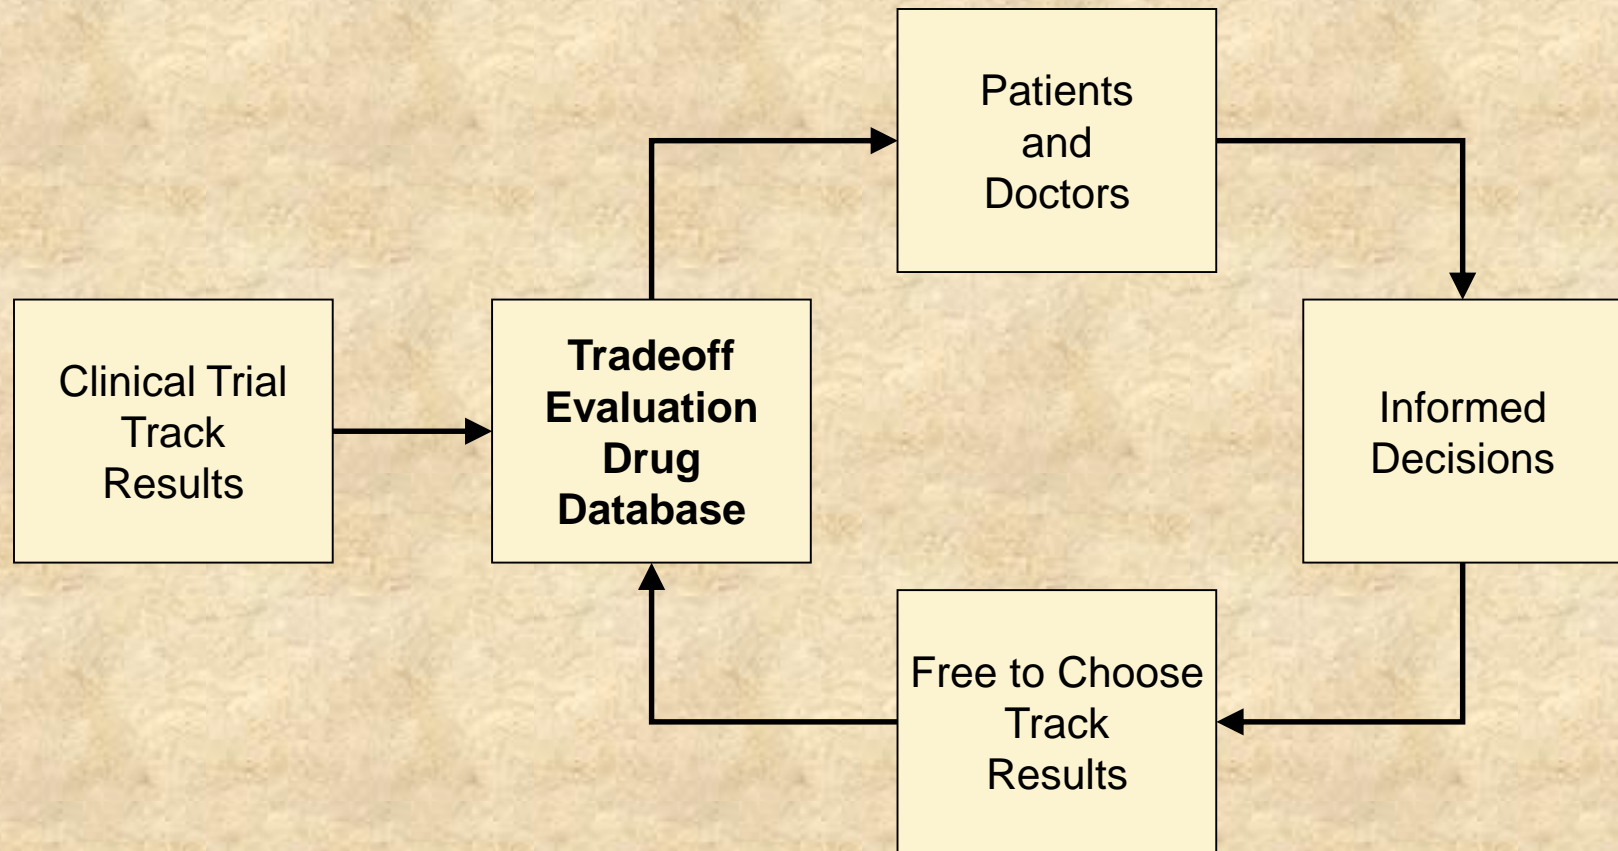 Patients
and
Doctors
Clinical Trial
Track
Results
Tradeoff
Evaluation
Drug
Database
Informed
Decisions
Free to Choose
Track
Results